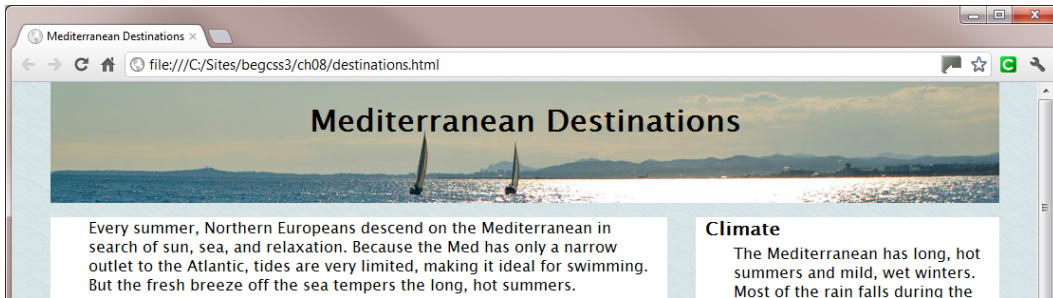 Mediterranean Destinations
file:///C:/Sites/begcss3/ch08/destinations.html
Mediterranean Destinations
Every summer, Northern Europeans descend on the Mediterranean in
search of sun, sea, and relaxation. Because the Med has only a narrow
outlet to the Atlantic, tides are very limited, making it ideal for swimming.
But the fresh breeze off the sea tempers the long, hot summers.
Climate
The Mediterranean has long, hot
summers and mild, wet winters.
Most of the rain falls during the